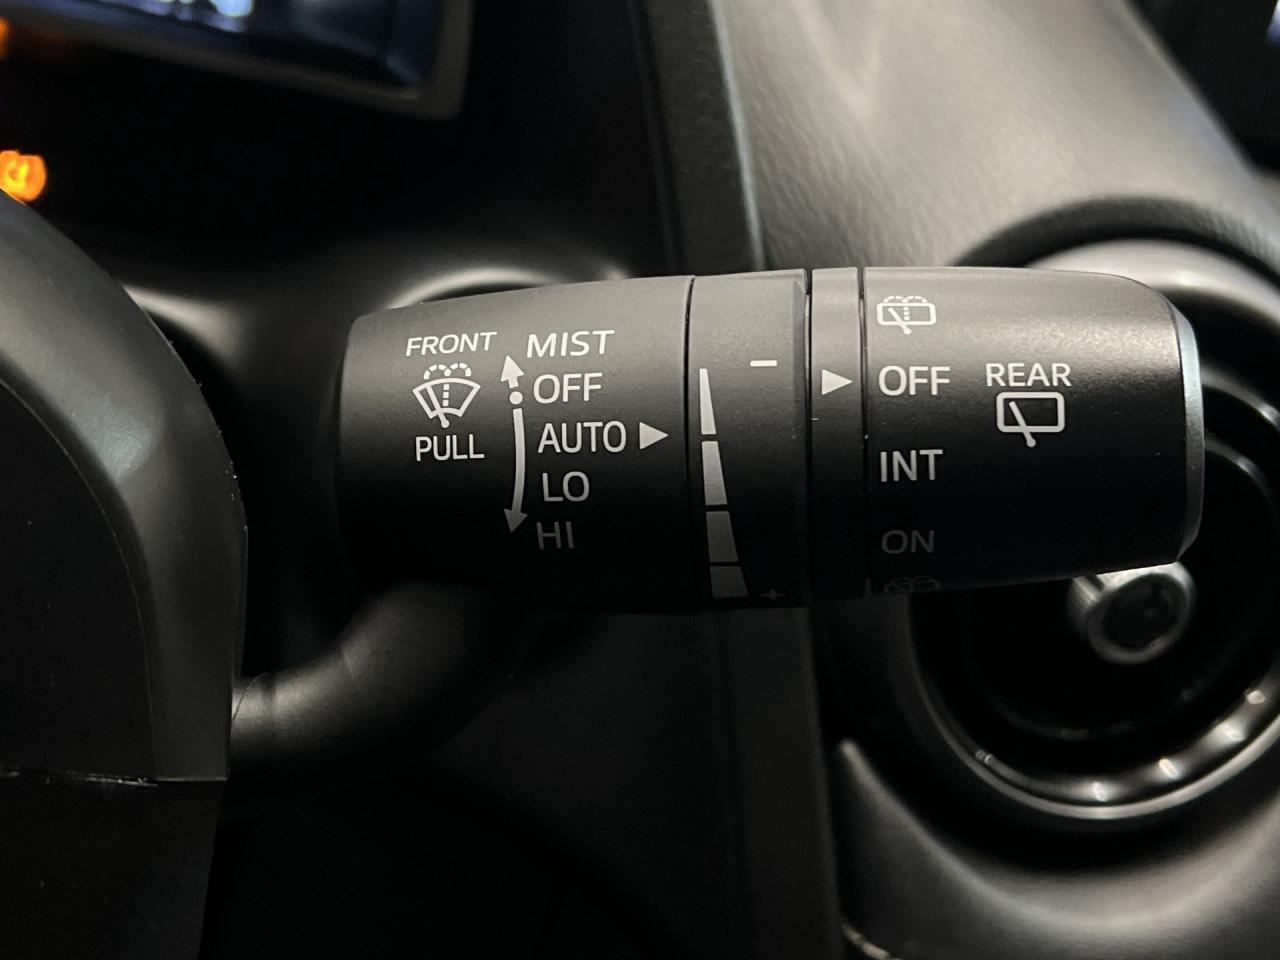 FRONT
PULL
MIST
OFF
AUTO
LO
HI
−
+
OFF
INT
ON
REAR